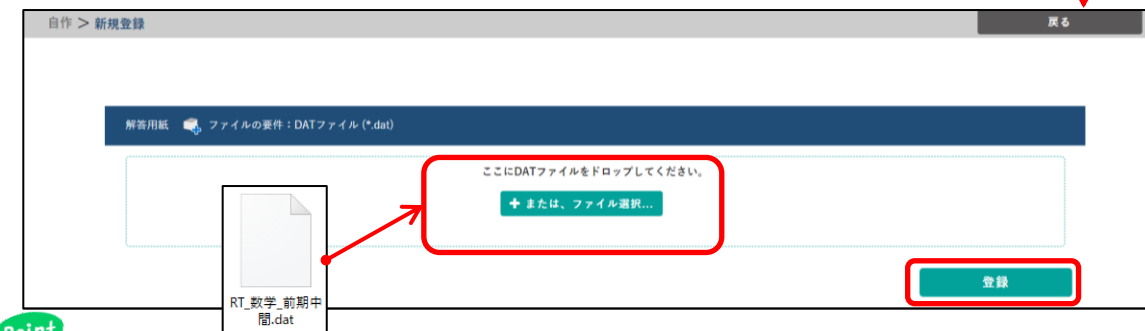 自作 > 新規登録
戻る
解答用紙 ファイルの要件：DATファイル (*.dat)
ここにDATファイルをドロップしてください。
+ または、ファイル選択...
RT_数学_前期中
間.dat
登録
Point